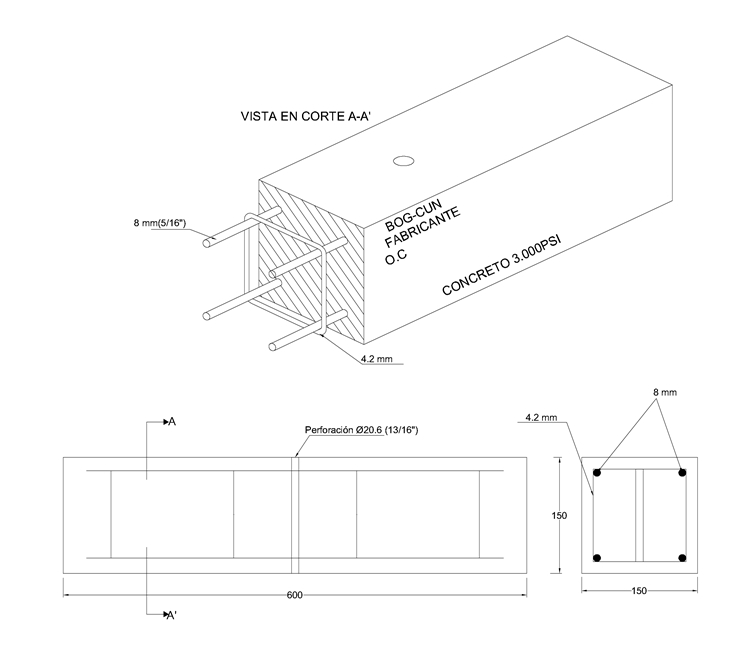 VISTA EN CORTE A-A'
8 mm(5/16")
BOG-CUN
FABRICANTE
O.C
CONCRETO 3.000PSI
4.2 mm
A
Perforación Ø20.6 (13/16")
4.2 mm
8 mm
150
600
150
A'